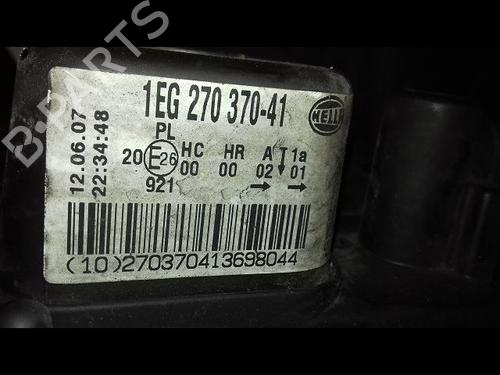 B-PARTS
1EG 270 370-41
HELLA
12.06.07
22:34:48
PL
20 E26 HC HR A T 1a
00 00 02 01
921
(10)270370413698044